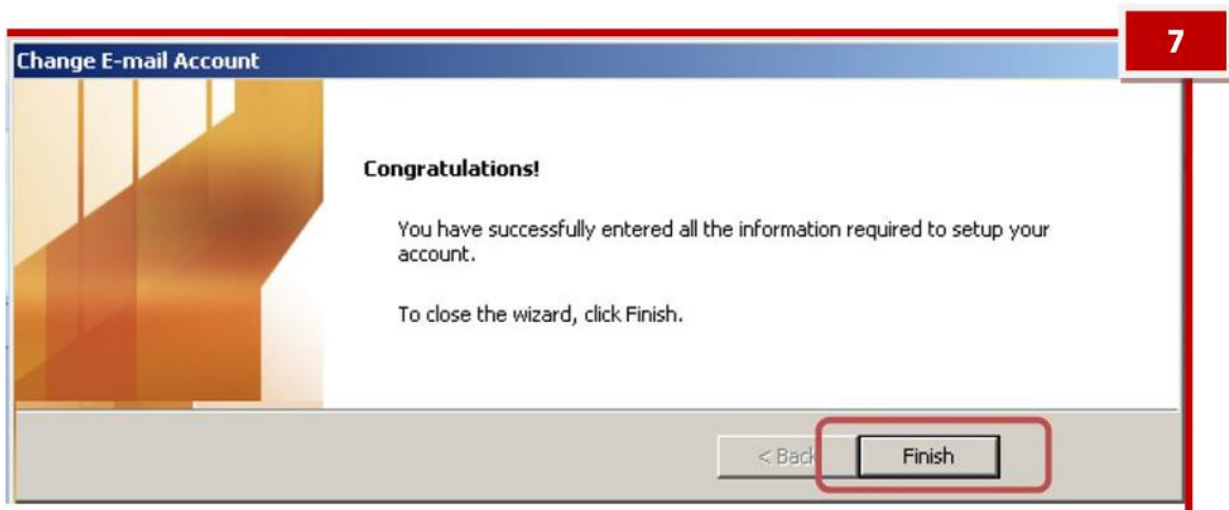 7
Change E-mail Account
Congratulations!
You have successfully entered all the information required to setup your
account.
To close the wizard, click Finish.
< Back
Finish